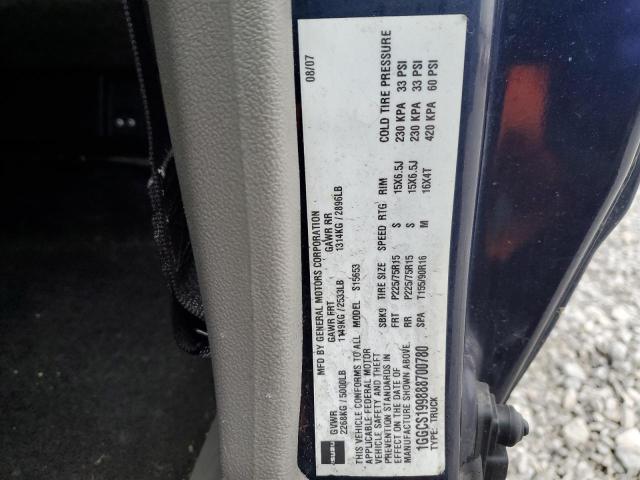 MFD BY GENERAL MOTORS CORPORATION 08/07
GVWR GAWR FRT GAWR RR
2268KG / 5000LB 1149KG / 2533LB 1314KG / 2896LB
THIS VEHICLE CONFORMS TO ALL MODEL S15653
APPLICABLE FEDERAL MOTOR
VEHICLE SAFETY AND THEFT
PREVENTION STANDARDS IN
EFFECT ON THE DATE OF
MANUFACTURE SHOWN ABOVE.
1GGCS199888700780
TYPE: TRUCK
SBK9 TIRE SIZE SPEED RTG RIM COLD TIRE PRESSURE
FRT P225/75R15 S 15X6.5J 230 KPA 33 PSI
RR P225/75R15 S 15X6.5J 230 KPA 33 PSI
SPA T155/90R16 M 16X4T 420 KPA 60 PSI